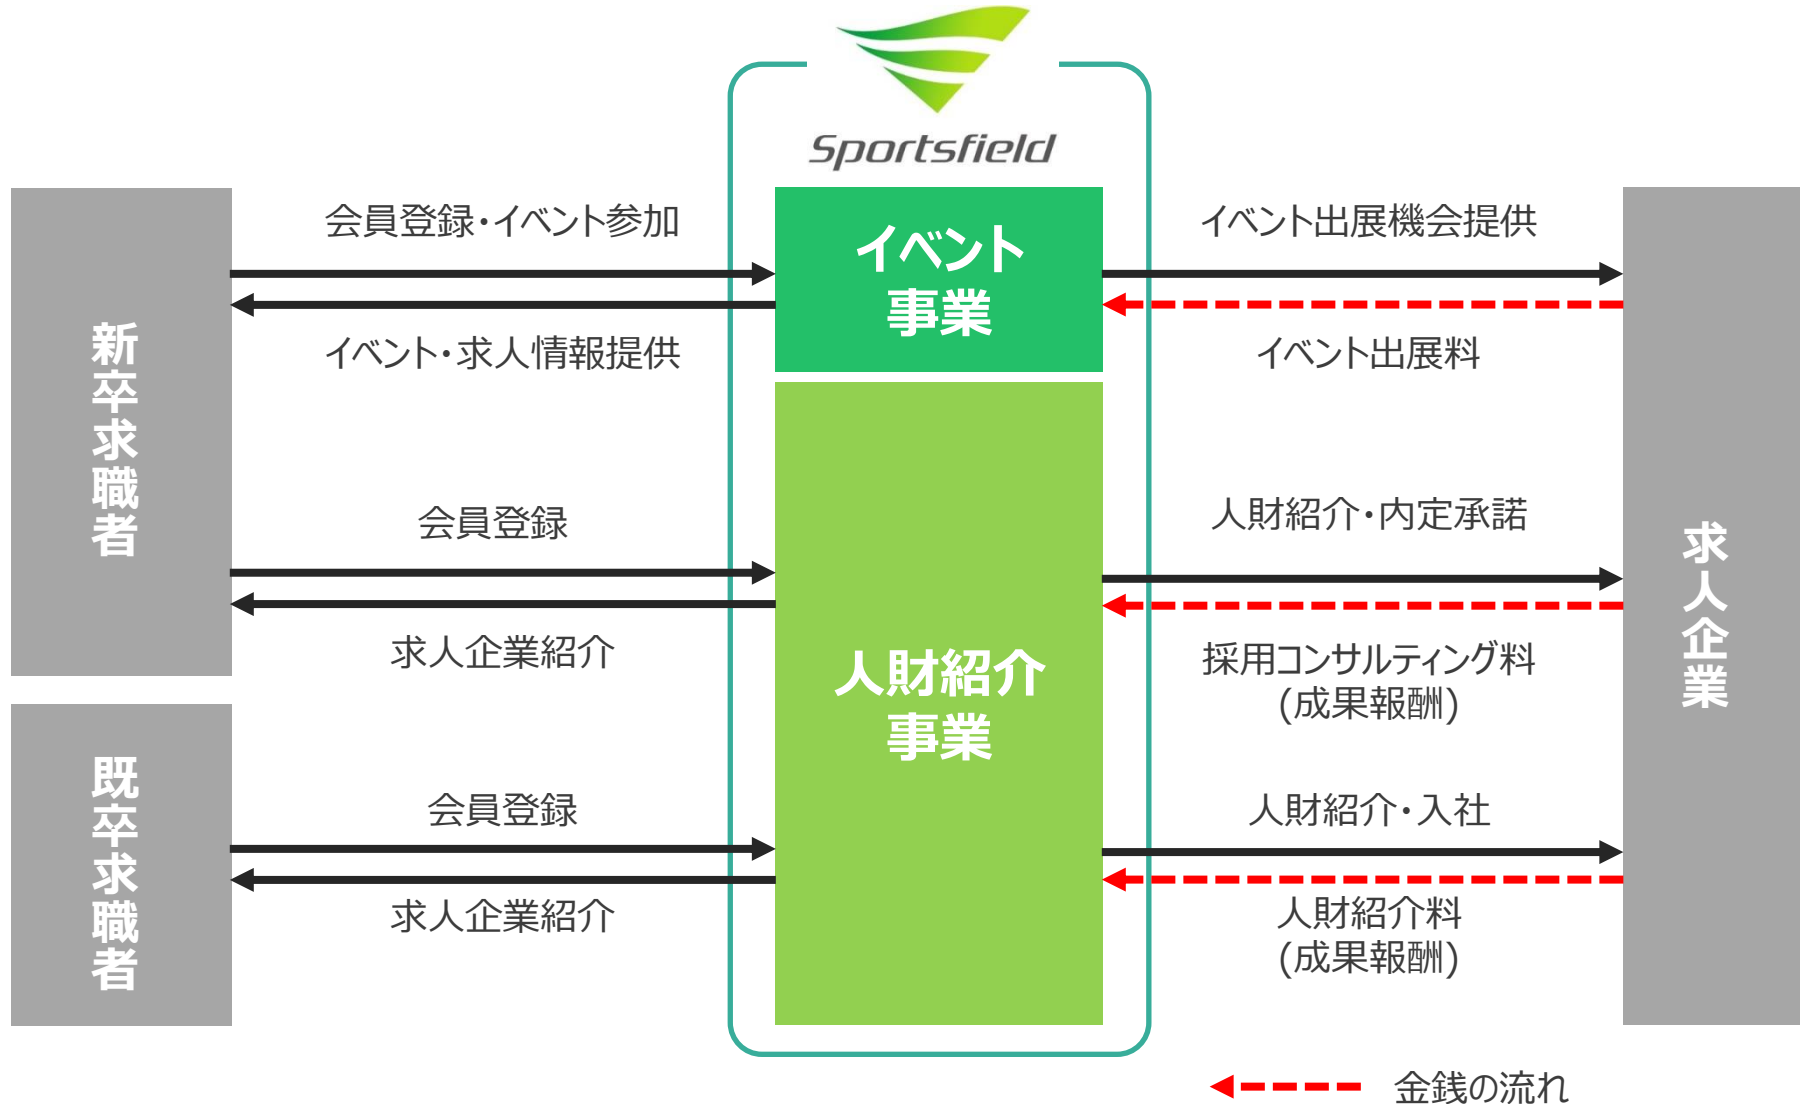 Sportsfield
新卒求職者
会員登録・イベント参加
イベント・求人情報提供
会員登録
求人企業紹介
既卒求職者
会員登録
求人企業紹介
イベント
事業
人財紹介
事業
イベント出展機会提供
イベント出展料
人財紹介・内定承諾
採用コンサルティング料
(成果報酬)
人財紹介・入社
人財紹介料
(成果報酬)
求人企業
金銭の流れ